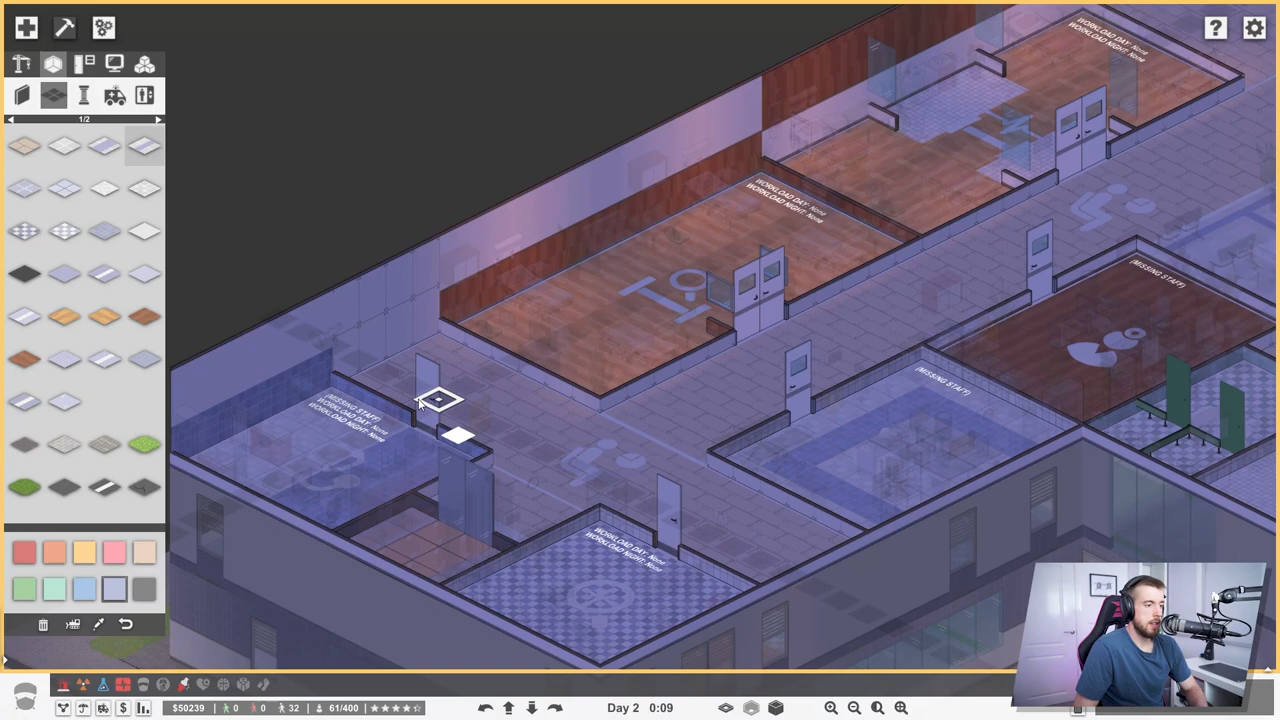 ?
WORKLOAD DAY: None
WORKLOAD NIGHT: None
1/2
WORKLOAD DAY: None
WORKLOAD NIGHT: None
(MISSING STAFF)
(MISSING STAFF)
(MISSING STAFF)
WORKLOAD DAY: None
WORKLOAD NIGHT: None
WORKLOAD DAY: None
WORKLOAD NIGHT: None
$ $50239 0 0 32 61/400 Day 2 0:09